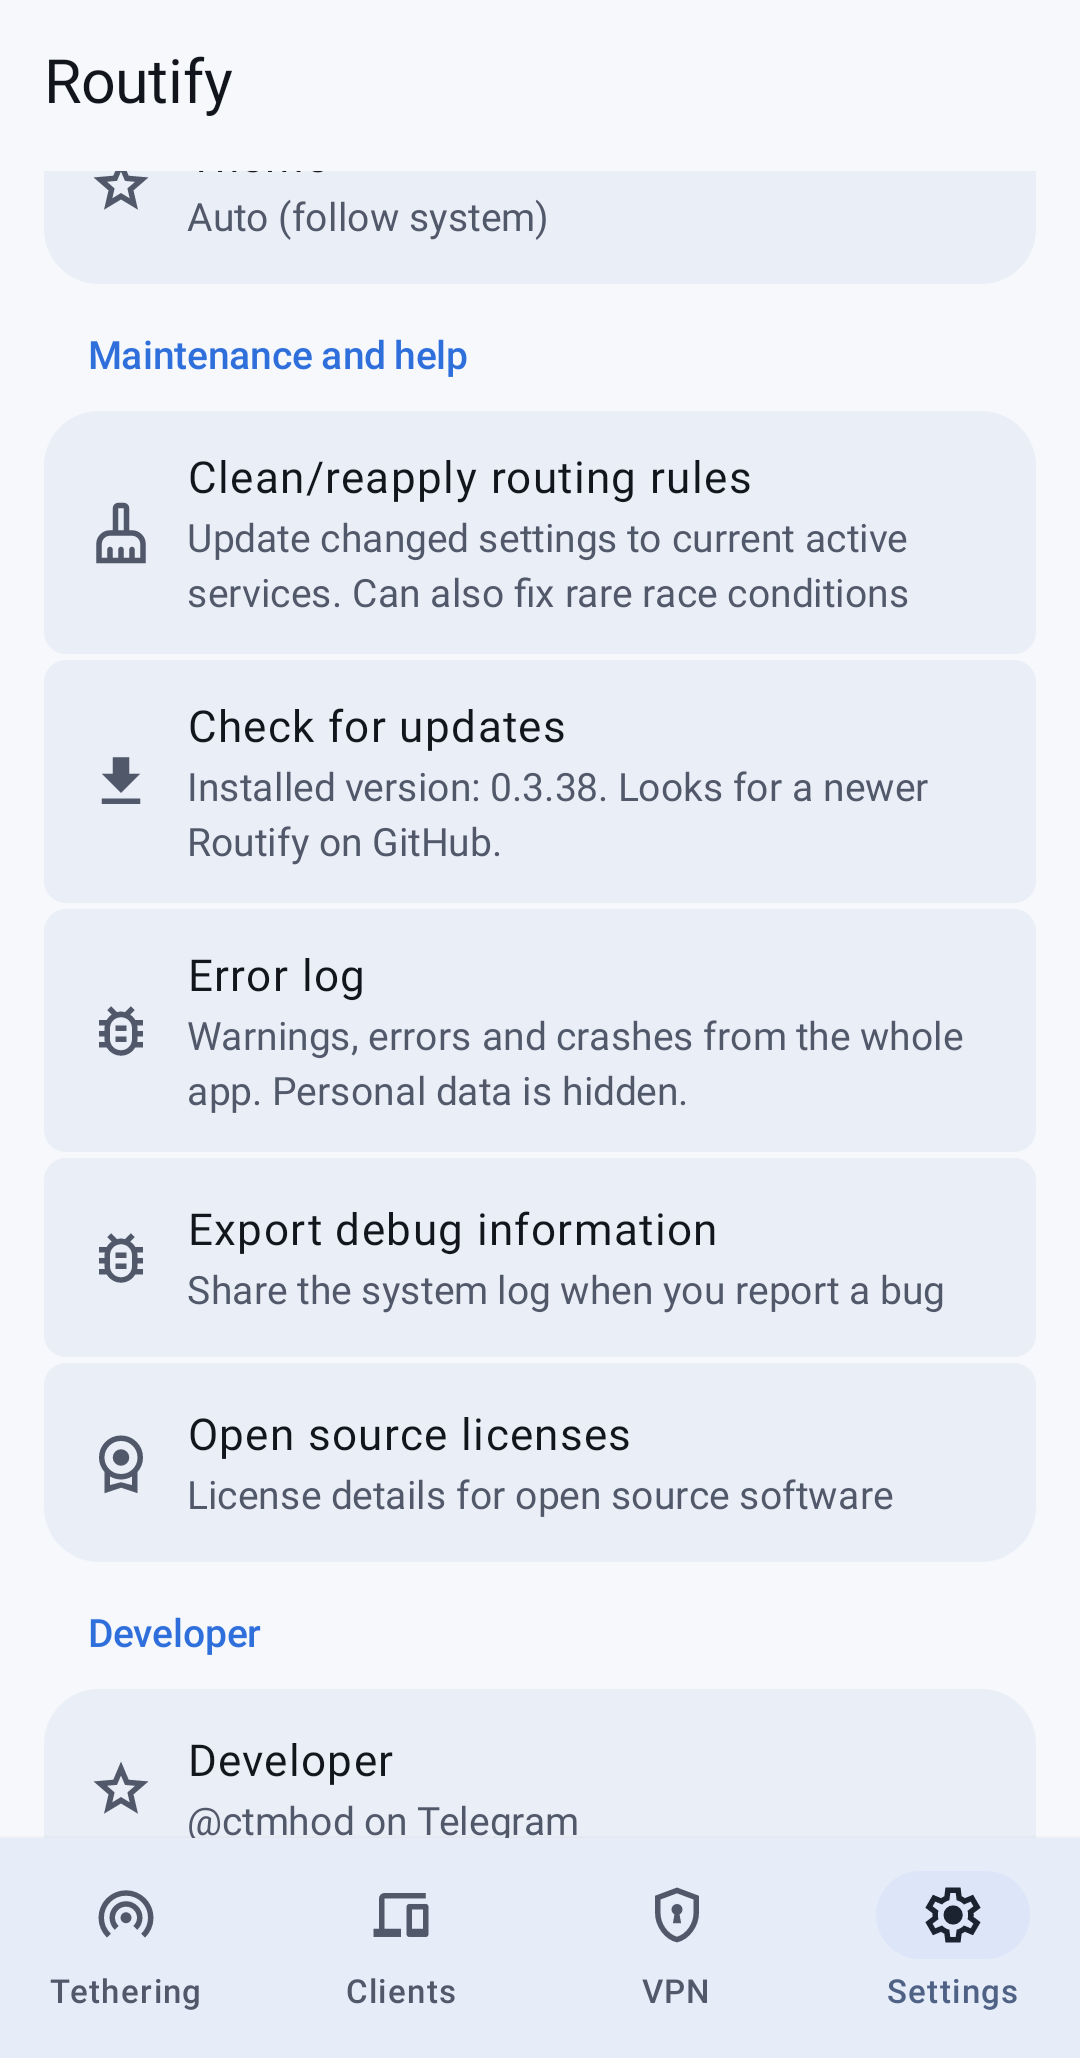 Routify
Auto (follow system)
Maintenance and help
Clean/reapply routing rules
Update changed settings to current active
services. Can also fix rare race conditions
Check for updates
Installed version: 0.3.38. Looks for a newer
Routify on GitHub.
Error log
Warnings, errors and crashes from the whole
app. Personal data is hidden.
Export debug information
Share the system log when you report a bug
Open source licenses
License details for open source software
Developer
Developer
@ctmhod on Telegram
Tethering
Clients
VPN
Settings